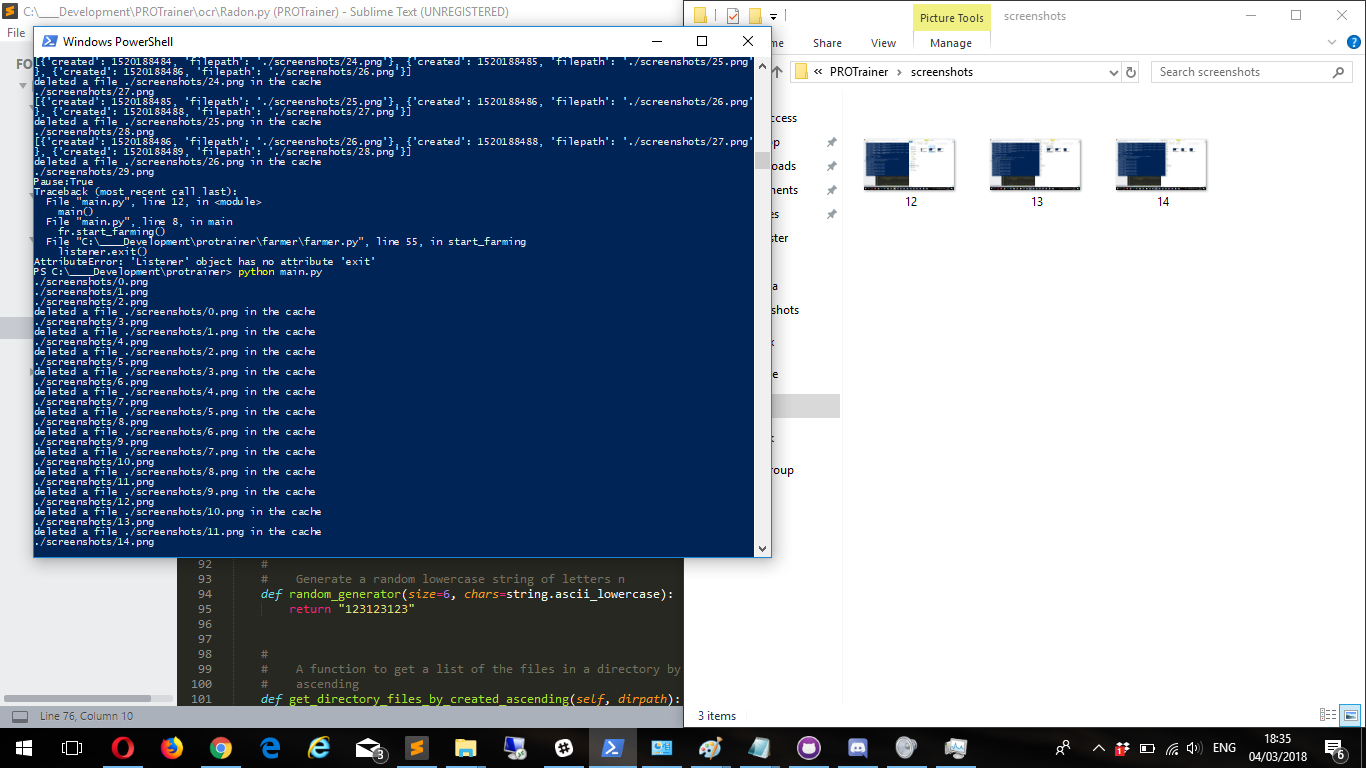 C:\___Development\PROTrainer\ocr\Radon.py (PROTrainer) - Sublime Text (UNREGISTERED)
File
FO
Windows PowerShell
[{'created': 1520188484, 'filepath': './screenshots/24.png'}, {'created': 1520188485, 'filepath': './screenshots/25.png'
}, {'created': 1520188486, 'filepath': './screenshots/26.png'}]
deleted a file ./screenshots/24.png in the cache
./screenshots/27.png
[{'created': 1520188485, 'filepath': './screenshots/25.png'}, {'created': 1520188486, 'filepath': './screenshots/26.png'
}, {'created': 1520188488, 'filepath': './screenshots/27.png'}]
deleted a file ./screenshots/25.png in the cache
./screenshots/28.png
[{'created': 1520188486, 'filepath': './screenshots/26.png'}, {'created': 1520188488, 'filepath': './screenshots/27.png'
}, {'created': 1520188489, 'filepath': './screenshots/28.png'}]
deleted a file ./screenshots/26.png in the cache
./screenshots/29.png
Pause:True
Traceback (most recent call last):
  File "main.py", line 12, in <module>
    main()
  File "main.py", line 8, in main
    fr.start_farming()
  File "C:\____Development\protrainer\farmer\farmer.py", line 55, in start_farming
    listener.exit()
AttributeError: 'Listener' object has no attribute 'exit'
PS C:\____Development\protrainer> python main.py
./screenshots/0.png
./screenshots/1.png
./screenshots/2.png
deleted a file ./screenshots/0.png in the cache
./screenshots/3.png
deleted a file ./screenshots/1.png in the cache
./screenshots/4.png
deleted a file ./screenshots/2.png in the cache
./screenshots/5.png
deleted a file ./screenshots/3.png in the cache
./screenshots/6.png
deleted a file ./screenshots/4.png in the cache
./screenshots/7.png
deleted a file ./screenshots/5.png in the cache
./screenshots/8.png
deleted a file ./screenshots/6.png in the cache
./screenshots/9.png
deleted a file ./screenshots/7.png in the cache
./screenshots/10.png
deleted a file ./screenshots/8.png in the cache
./screenshots/11.png
deleted a file ./screenshots/9.png in the cache
./screenshots/12.png
deleted a file ./screenshots/10.png in the cache
./screenshots/13.png
deleted a file ./screenshots/11.png in the cache
./screenshots/14.png
92 #
93 #    Generate a random lowercase string of letters n
94 def random_generator(size=6, chars=string.ascii_lowercase):
95     return "123123123"
96
97
98 #
99 #    A function to get a list of the files in a directory by
100 #    ascending
101 def get_directory_files_by_created_ascending(self, dirpath):
Line 76, Column 10
Picture Tools
screenshots
me
Share
View
Manage
« PROTrainer › screenshots
Search screenshots
ccess
op
loads
ments
es
ster
a
shots
x
e
x
roup
12
13
14
3 items
3
ENG
18:35
04/03/2018
6